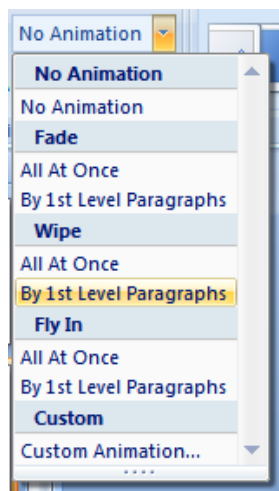 No Animation
No Animation
No Animation
Fade
All At Once
By 1st Level Paragraphs
Wipe
All At Once
By 1st Level Paragraphs
Fly In
All At Once
By 1st Level Paragraphs
Custom
Custom Animation...